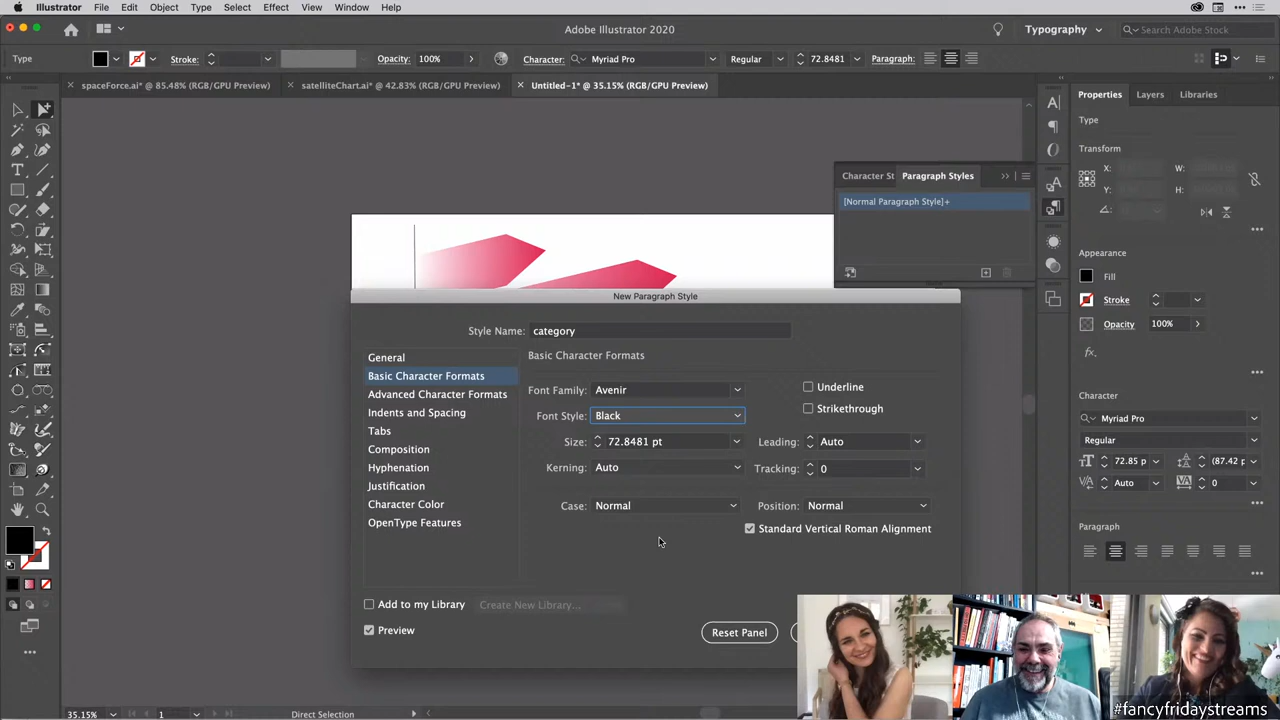 Illustrator File Edit Object Type Select Effect View Window Help
Adobe Illustrator 2020
Typography
Search Adobe Stock
Type Stroke: Opacity: 100% Character: Myriad Pro Regular 72.8481 Paragraph:
spaceForce.ai* @ 85.48% (RGB/GPU Preview)
satelliteChart.ai* @ 42.83% (RGB/GPU Preview)
Untitled-1* @ 35.15% (RGB/GPU Preview)
Character St Paragraph Styles
[Normal Paragraph Style]+
New Paragraph Style
Style Name: category
General
Basic Character Formats
Advanced Character Formats
Indents and Spacing
Tabs
Composition
Hyphenation
Justification
Character Color
OpenType Features
Basic Character Formats
Font Family: Avenir
Underline
Font Style: Black
Strikethrough
Size: 72.8481 pt
Leading: Auto
Kerning: Auto
Tracking: 0
Case: Normal
Position: Normal
Standard Vertical Roman Alignment
Add to my Library
Create New Library...
Preview
Reset Panel
Properties Layers Libraries
Type
Transform
X: W:
Y: H:
Appearance
Fill
Stroke
Opacity 100%
fx.
Character
Myriad Pro
Regular
72.85 p (87.42 p
Auto 0
Paragraph
35.15% 1 Direct Selection
#fancyfridaystreams